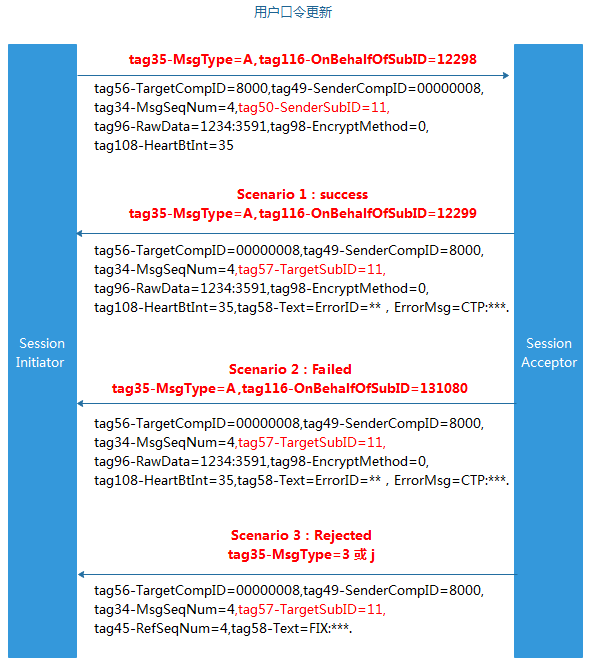 用户口令更新
tag35-MsgType=A,tag116-OnBehalfOfSubID=12298
tag56-TargetCompID=8000,tag49-SenderCompID=00000008,
tag34-MsgSeqNum=4,tag50-SenderSubID=11,
tag96-RawData=1234:3591,tag98-EncryptMethod=0,
tag108-HeartBtInt=35
Scenario 1：success
tag35-MsgType=A,tag116-OnBehalfOfSubID=12299
tag56-TargetCompID=00000008,tag49-SenderCompID=8000,
tag34-MsgSeqNum=4,tag57-TargetSubID=11,
tag96-RawData=1234:3591,tag98-EncryptMethod=0,
tag108-HeartBtInt=35,tag58-Text=ErrorID=**，ErrorMsg=CTP:***.
Session
Initiator
Session
Acceptor
Scenario 2：Failed
tag35-MsgType=A,tag116-OnBehalfOfSubID=131080
tag56-TargetCompID=00000008,tag49-SenderCompID=8000,
tag34-MsgSeqNum=4,tag57-TargetSubID=11,
tag96-RawData=1234:3591,tag98-EncryptMethod=0,
tag108-HeartBtInt=35,tag58-Text=ErrorID=**，ErrorMsg=CTP:***.
Scenario 3：Rejected
tag35-MsgType=3 或 j
tag56-TargetCompID=00000008,tag49-SenderCompID=8000,
tag34-MsgSeqNum=4,tag57-TargetSubID=11,
tag45-RefSeqNum=4,tag58-Text=FIX:***.